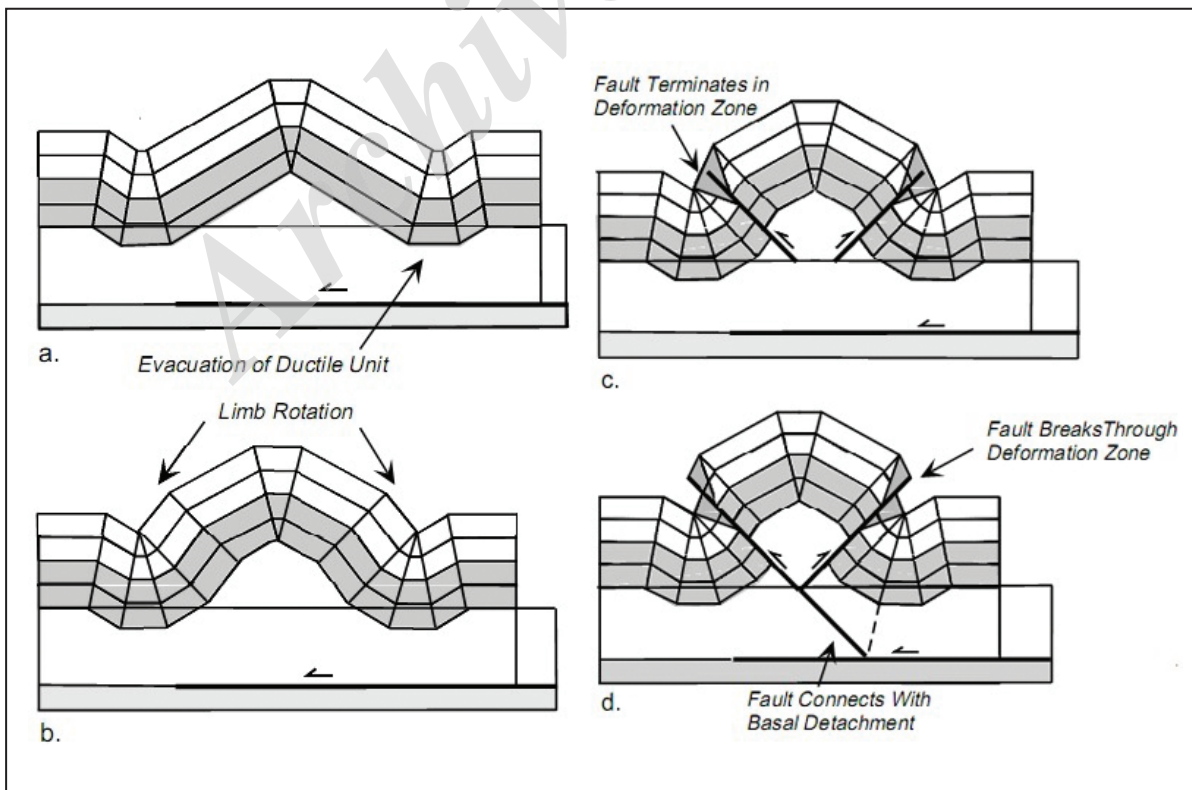 Archiv
Evacuation of Ductile Unit
a.
Limb Rotation
b.
Fault Terminates in
Deformation Zone
c.
Fault BreaksThrough
Deformation Zone
Fault Connects With
Basal Detachment
d.